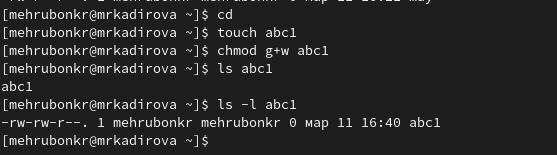 [mehrubonkr@mrkadirova ~]$ cd
[mehrubonkr@mrkadirova ~]$ touch abc1
[mehrubonkr@mrkadirova ~]$ chmod g+w abc1
[mehrubonkr@mrkadirova ~]$ ls abc1
abc1
[mehrubonkr@mrkadirova ~]$ ls -l abc1
-rw-rw-r--. 1 mehrubonkr mehrubonkr 0 мар 11 16:40 abc1
[mehrubonkr@mrkadirova ~]$